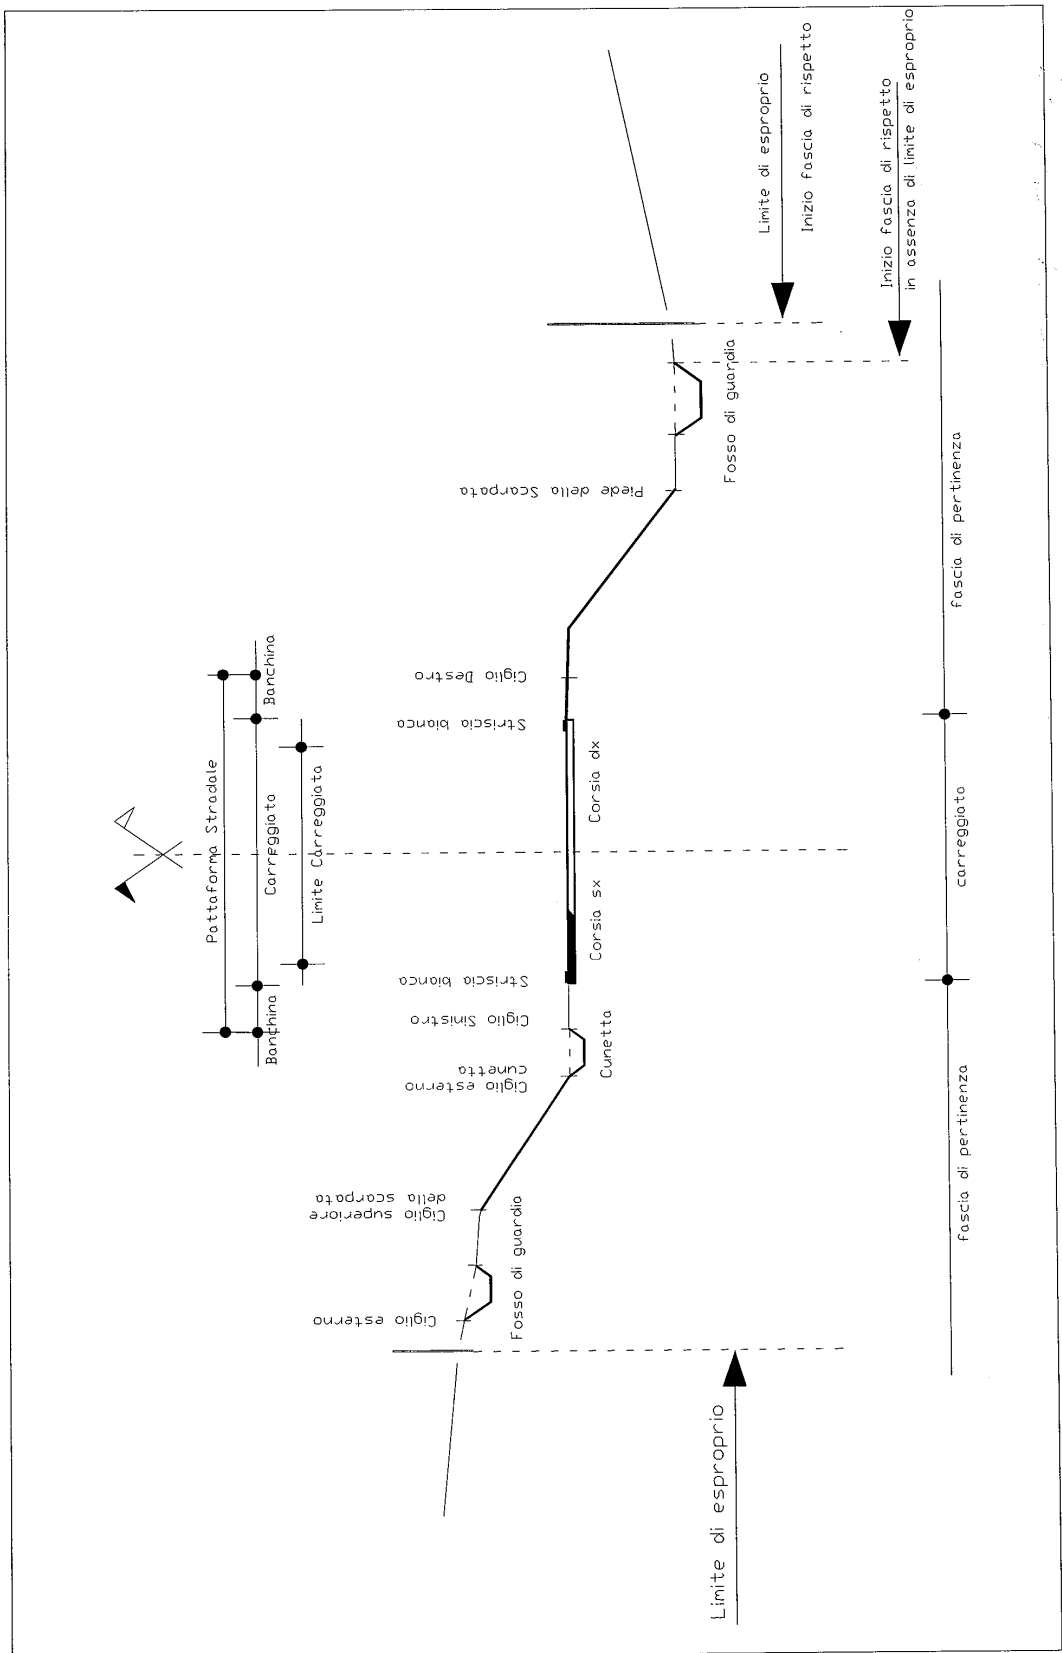 Pattaforma Stradale
Banchina
Carreggiata
Banchina
Limite Carreggiata
Ciglio esterno
Ciglio superiore
della scarpata
Ciglio esterno
cunetta
Ciglio Sinistro
Striscia bianca
Striscia bianca
Ciglio Destro
Piede della Scarpata
Fosso di guardia
Cunetta
Corsia sx
Corsia dx
Fosso di guardia
Limite di esproprio
Limite di esproprio
Inizio fascia di rispetto
Inizio fascia di rispetto
in assenza di limite di esproprio
fascia di pertinenza
carreggiata
fascia di pertinenza